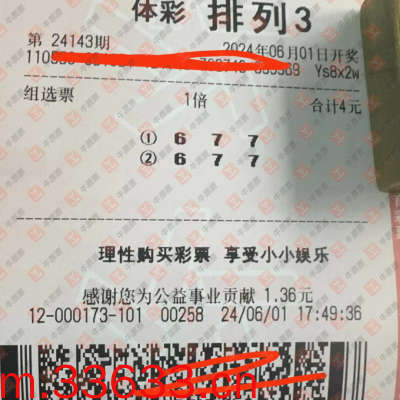 体彩 排列3
第 24143期 2024年06月01日开奖
Ys8x2w
组选票 1倍 合计4元
① 6 7 7
② 6 7 7
理性购买彩票 享受小小娱乐
感谢您为公益事业贡献 1.36元
12-000173-101 00258 24/06/01 17:49:36
m.33633.cn